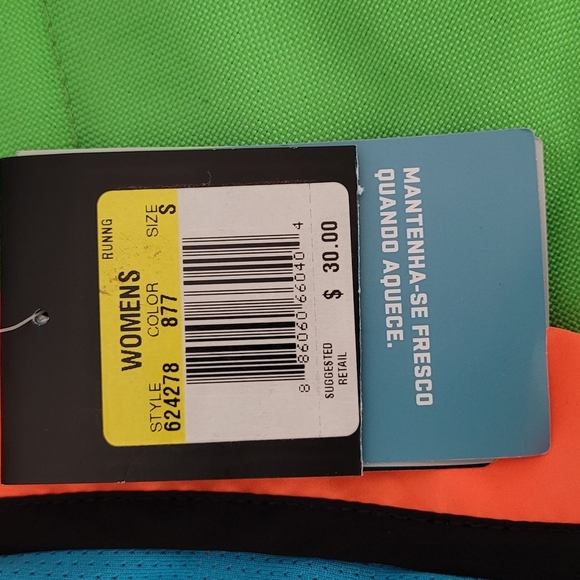 RUNNG
WOMENS
STYLE COLOR SIZE
624278 877 S
8 86060 66040 4
SUGGESTED
RETAIL
$ 30.00
MANTENHA-SE FRESCO
QUANDO AQUECE.